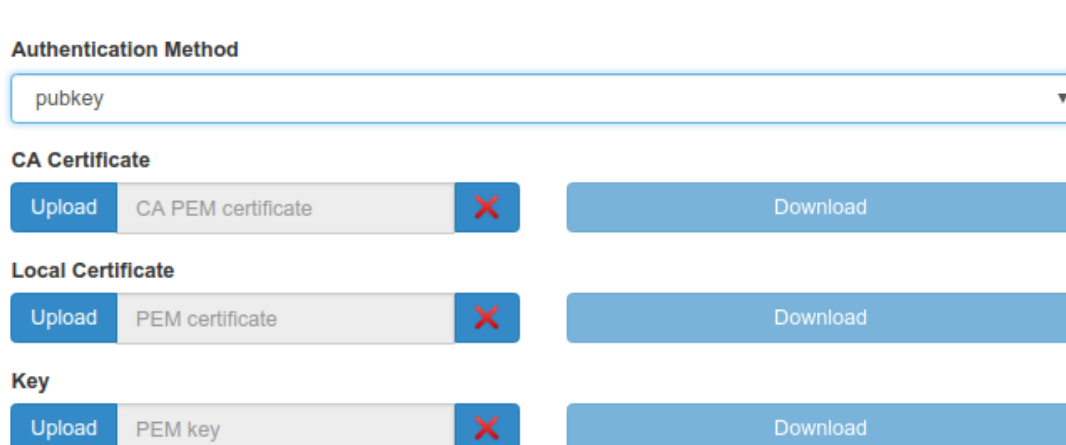 Authentication Method
pubkey
CA Certificate
Upload CA PEM certificate Download
Local Certificate
Upload PEM certificate Download
Key
Upload PEM key Download